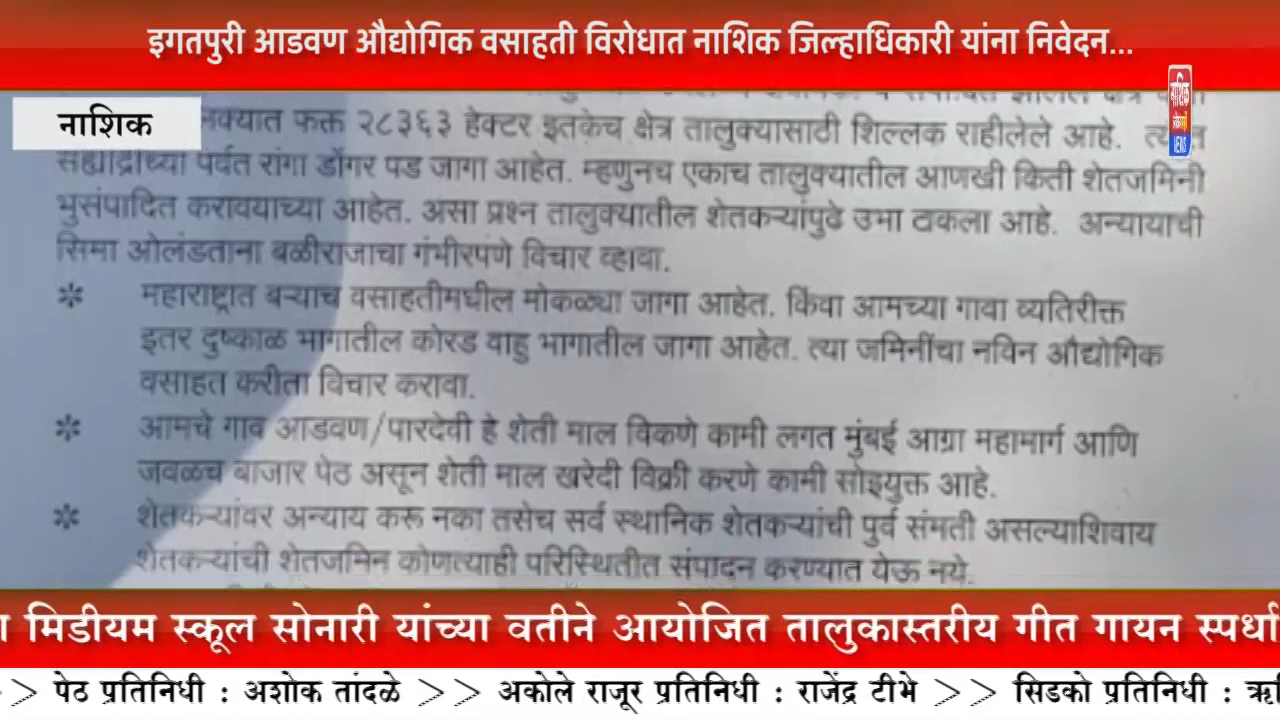 इगतपुरी आडवण औद्योगिक वसाहती विरोधात नाशिक जिल्हाधिकारी यांना निवेदन...
नाशिक
फक्त २८३६३ हेक्टर इतकेच क्षेत्र तालुक्यासाठी शिल्लक राहीलेले आहे.
सह्याद्रीच्या पर्वत रांगा डोंगर पड जागा आहेत. म्हणुनच एकाच तालुक्यातील आणखी किती शेतजमिनी
भुसंपादित करावयाच्या आहेत. असा प्रश्न तालुक्यातील शेतकऱ्यांपुढे उभा ठाकला आहे. अन्यायाची
सिमा ओलंडताना बळीराजाचा गंभीरपणे विचार व्हावा.
* महाराष्ट्रात बऱ्याच वसाहतीमधील मोकळ्या जागा आहेत. किंवा आमच्या गावा व्यतिरीक्त
इतर दुष्काळ भागातील कोरड वाहु भागातील जागा आहेत. त्या जमिनींचा नविन औद्योगिक
वसाहत करीता विचार करावा.
* आमचे गाव आडवण/पारदेवी हे शेती माल विकणे कामी लगत मुंबई आग्रा महामार्ग आणि
जवळच बाजार पेठ असून शेती माल खरेदी विक्री करणे कामी सोइयुक्त आहे.
* शेतकऱ्यांवर अन्याय करू नका तसेच सर्व स्थानिक शेतकऱ्यांची पुर्व संमती असल्याशिवाय
शेतकऱ्यांची शेतजमिन कोणत्याही परिस्थितीत संपादन करण्यात येऊ नये.
मिडीयम स्कूल सोनारी यांच्या वतीने आयोजित तालुकास्तरीय गीत गायन स्पर्धा
> पेठ प्रतिनिधी : अशोक तांदळे >> अकोले राजूर प्रतिनिधी : राजेंद्र टीभे >> सिडको प्रतिनिधी :